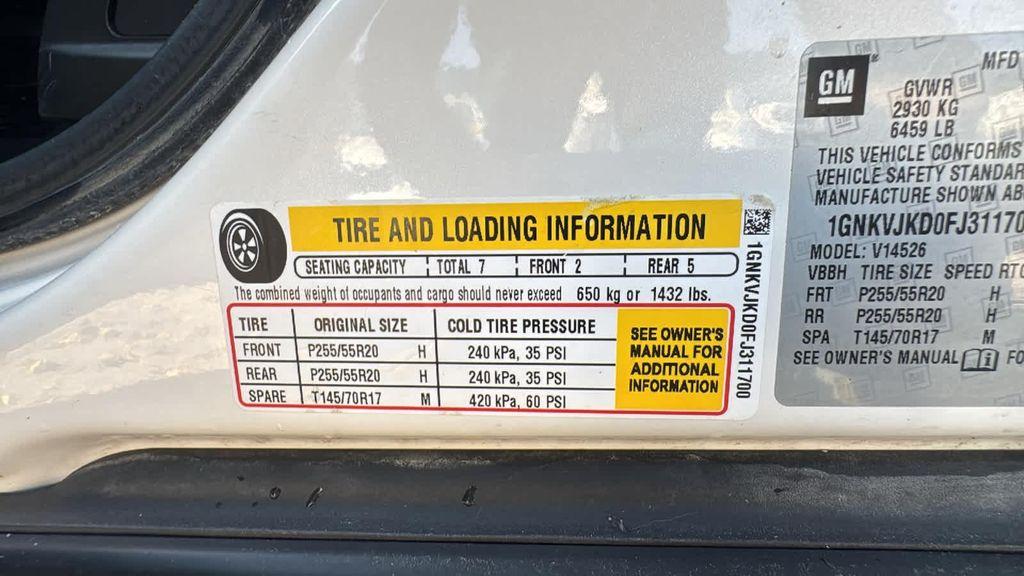 TIRE AND LOADING INFORMATION
SEATING CAPACITY TOTAL 7 FRONT 2 REAR 5
The combined weight of occupants and cargo should never exceed 650 kg or 1432 lbs.
TIRE ORIGINAL SIZE COLD TIRE PRESSURE
FRONT P255/55R20 H 240 kPa, 35 PSI
REAR P255/55R20 H 240 kPa, 35 PSI
SPARE T145/70R17 M 420 kPa, 60 PSI
SEE OWNER'S
MANUAL FOR
ADDITIONAL
INFORMATION
1GNKVJKD0FJ311700
GM
MFD
GVWR
2930 KG
6459 LB
THIS VEHICLE CONFORMS
VEHICLE SAFETY STANDAR
MANUFACTURE SHOWN AB
1GNKVJKD0FJ31170
MODEL: V14526
VBBH TIRE SIZE SPEED RTG
FRT P255/55R20 H
RR P255/55R20 H
SPA T145/70R17 M
SEE OWNER'S MANUAL FO